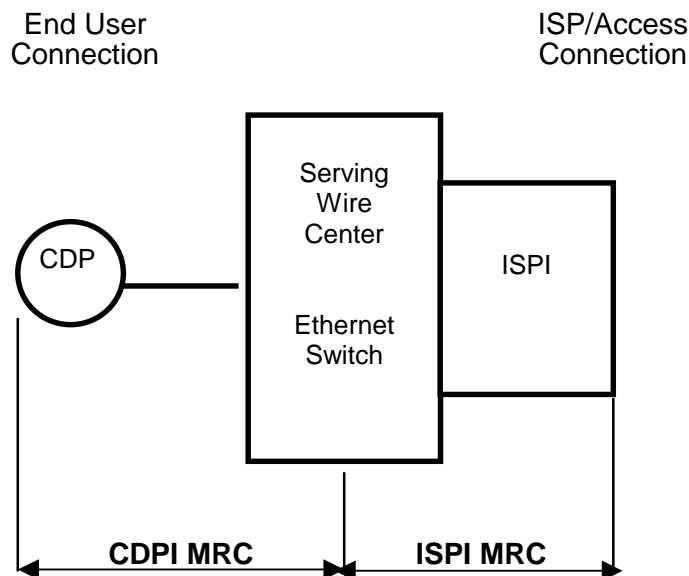 End User
Connection
ISP/Access
Connection
Serving
Wire
Center
CDP
ISPI
Ethernet
Switch
CDPI MRC
ISPI MRC